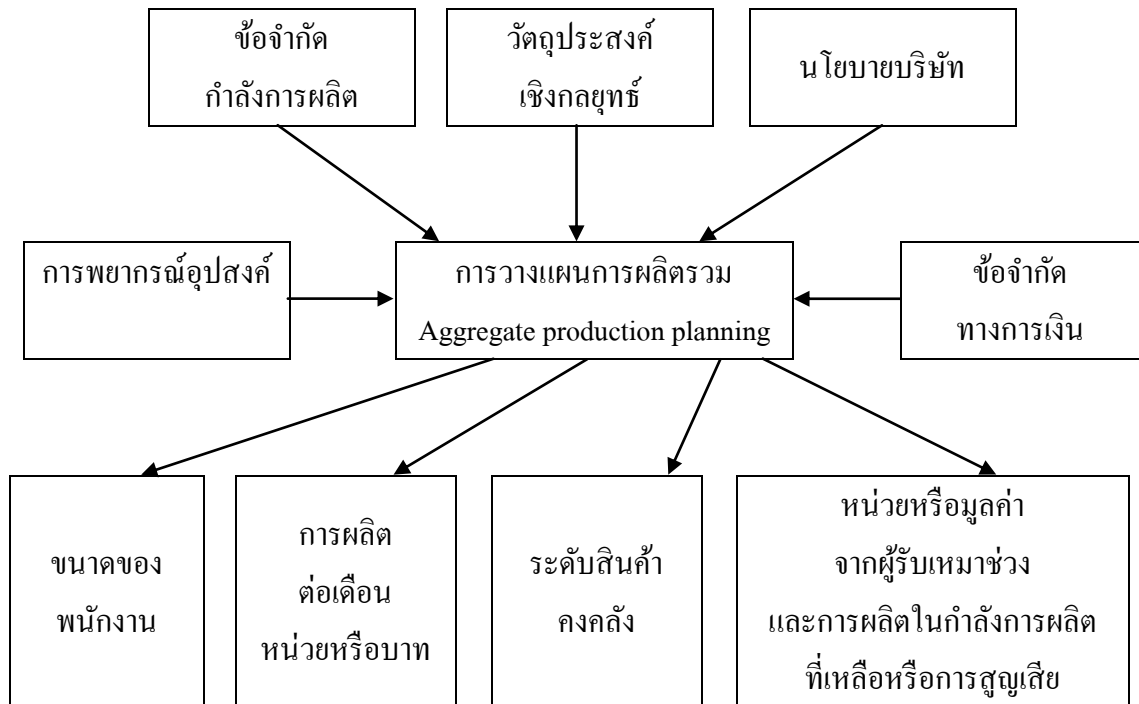 ข้อจำกัด
กำลังการผลิต
วัตถุประสงค์
เชิงกลยุทธ์
นโยบายบริษัท
การพยากรณ์อุปสงค์
การวางแผนการผลิตรวม
Aggregate production planning
ข้อจำกัด
ทางการเงิน
ขนาดของ
พนักงาน
การผลิต
ต่อเดือน
หน่วยหรือบาท
ระดับสินค้า
คงคลัง
หน่วยหรือมูลค่า
จากผู้รับเหมาช่วง
และการผลิตในกำลังการผลิต
ที่เหลือหรือการสูญเสีย